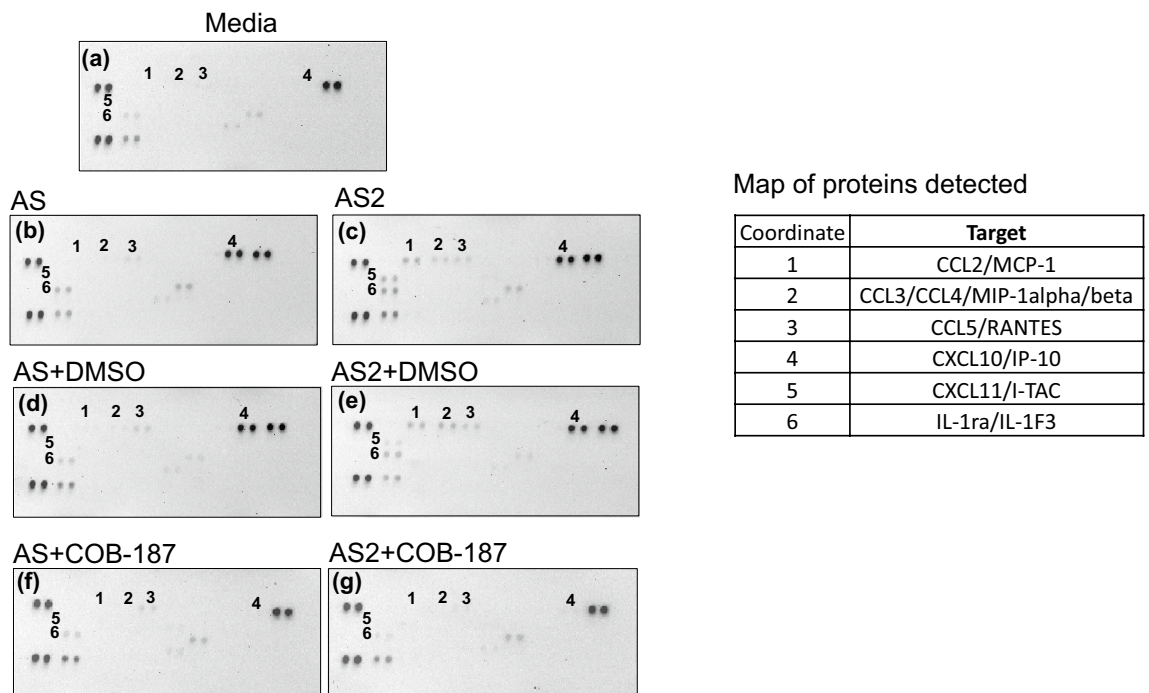 Media
(a)
1 2 3 4
5
6
AS
(b)
1 2 3 4
5
6
AS2
(c)
1 2 3 4
5
6
AS+DMSO
(d)
1 2 3 4
5
6
AS2+DMSO
(e)
1 2 3 4
5
6
AS+COB-187
(f)
1 2 3 4
5
6
AS2+COB-187
(g)
1 2 3 4
5
6
Map of proteins detected
Coordinate Target
1 CCL2/MCP-1
2 CCL3/CCL4/MIP-1alpha/beta
3 CCL5/RANTES
4 CXCL10/IP-10
5 CXCL11/I-TAC
6 IL-1ra/IL-1F3